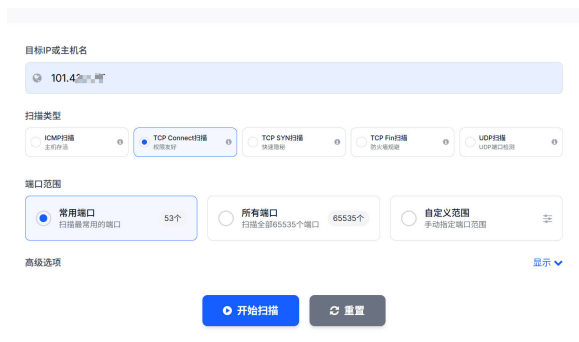 目标IP或主机名
101.42
扫描类型
ICMP扫描
主机存活
TCP Connect扫描
权限友好
TCP SYN扫描
快速隐秘
TCP Fin扫描
防火墙规避
UDP扫描
UDP端口检测
端口范围
常用端口
扫描最常用的端口
53个
所有端口
扫描全部65535个端口
65535个
自定义范围
手动指定端口范围
高级选项
显示
开始扫描
重置